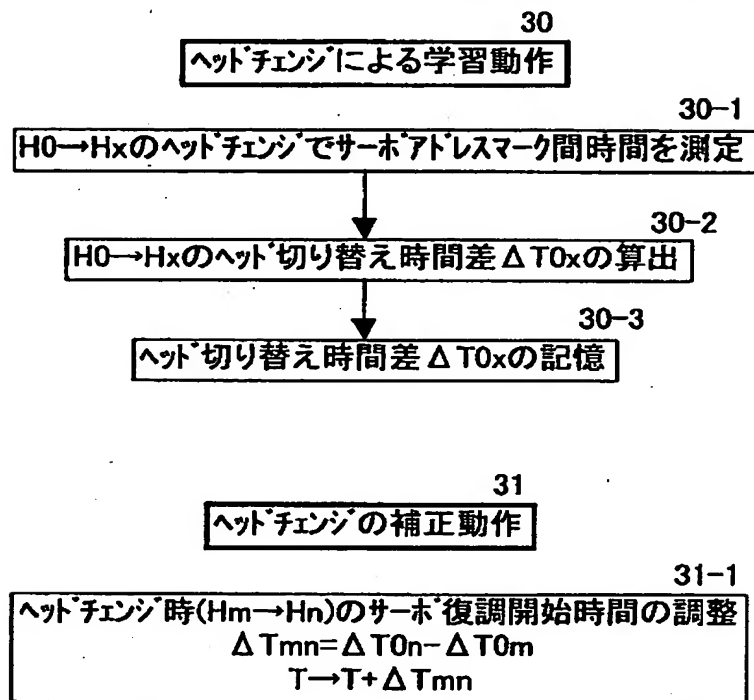 30
ヘッドチェンジによる学習動作
30-1
H0→Hxのヘッドチェンジでサーボアドレスマーク間時間を測定
30-2
H0→Hxのヘッド切り替え時間差ΔT0xの算出
30-3
ヘッド切り替え時間差ΔT0xの記憶
31
ヘッドチェンジの補正動作
31-1
ヘッドチェンジ時(Hm→Hn)のサーボ復調開始時間の調整
ΔTmn=ΔT0n-ΔT0m
T→T+ΔTmn